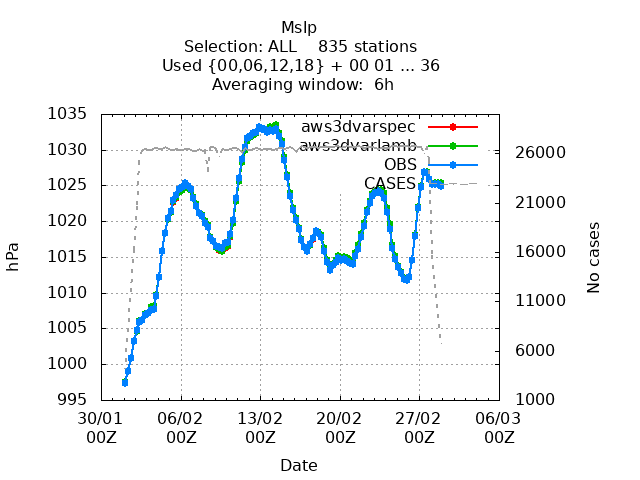 Mslp
Selection: ALL    835 stations
Used {00,06,12,18} + 00 01 ... 36
Averaging window:  6h
1035
1030
1025
1020
1015
1010
1005
1000
995
hPa
aws3dvarspec
aws3dvarlamb
OBS
CASES
26000
21000
16000
11000
6000
1000
No cases
30/01 06/02 13/02 20/02 27/02 06/03
00Z 00Z 00Z 00Z 00Z 00Z
Date